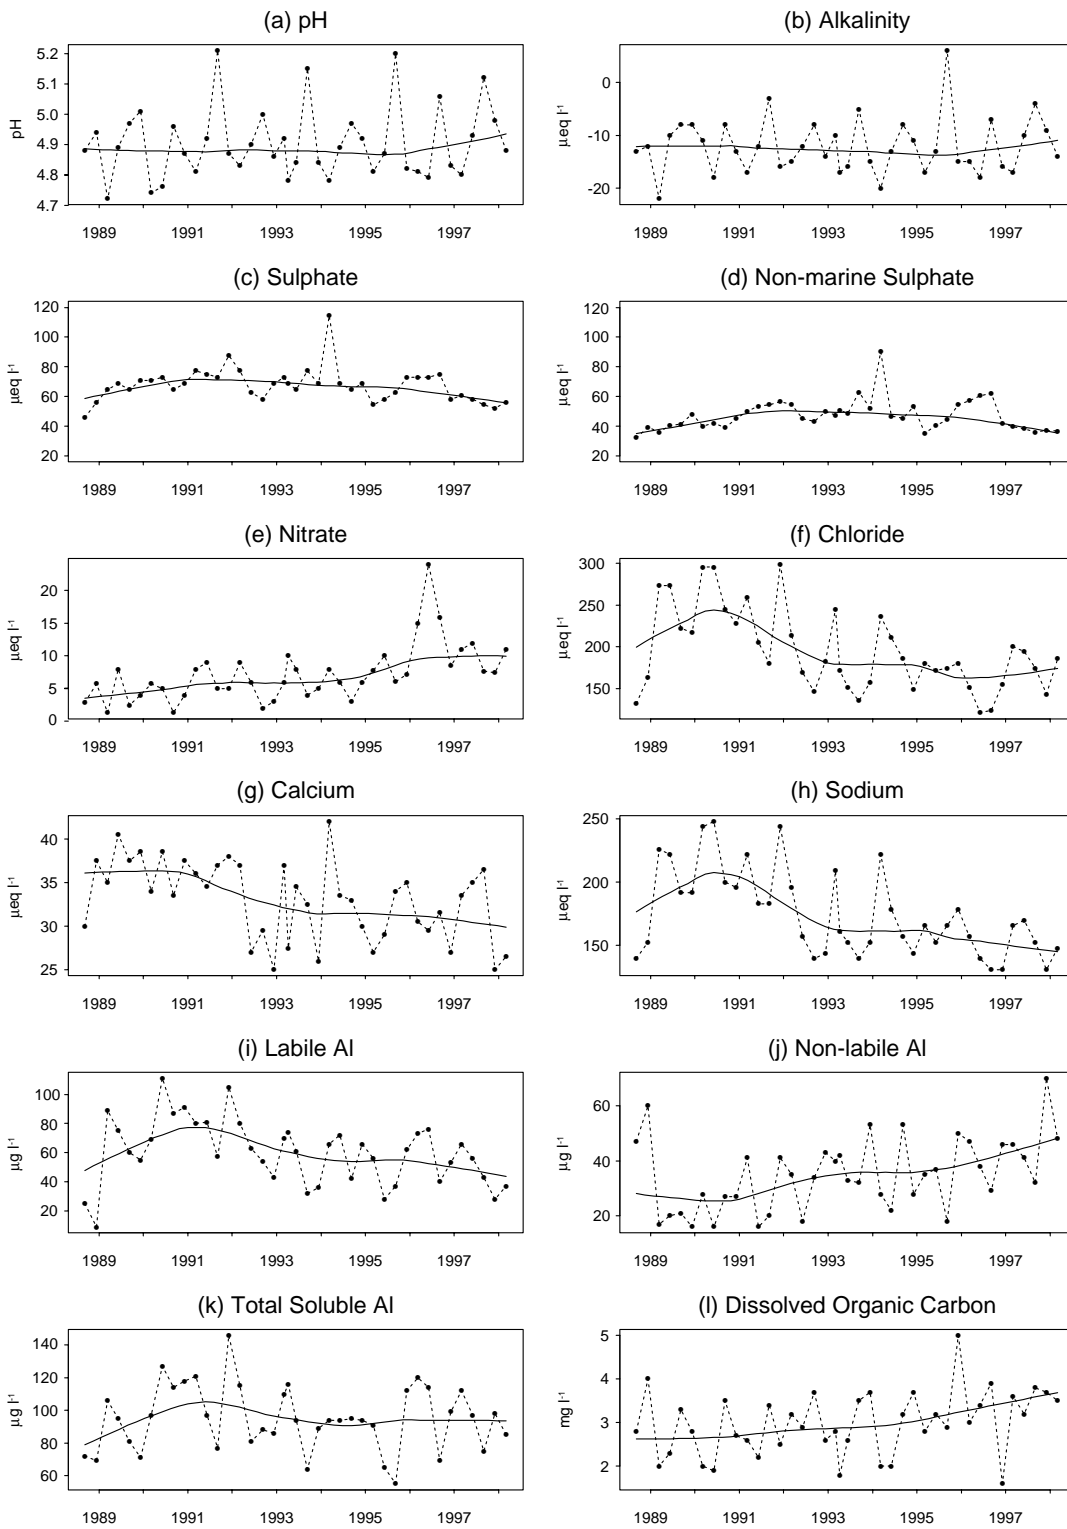 (a) pH
5.2
5.1
5.0
4.9
4.8
4.7
pH
1989 1991 1993 1995 1997
(b) Alkalinity
0
-10
-20
µeq l-1
1989 1991 1993 1995 1997
(c) Sulphate
120
100
80
60
40
20
µeq l-1
1989 1991 1993 1995 1997
(d) Non-marine Sulphate
120
100
80
60
40
20
µeq l-1
1989 1991 1993 1995 1997
(e) Nitrate
20
15
10
5
0
µeq l-1
1989 1991 1993 1995 1997
(f) Chloride
300
250
200
150
µeq l-1
1989 1991 1993 1995 1997
(g) Calcium
40
35
30
25
µeq l-1
1989 1991 1993 1995 1997
(h) Sodium
250
200
150
µeq l-1
1989 1991 1993 1995 1997
(i) Labile Al
100
80
60
40
20
µg l-1
1989 1991 1993 1995 1997
(j) Non-labile Al
60
40
20
µg l-1
1989 1991 1993 1995 1997
(k) Total Soluble Al
140
120
100
80
60
µg l-1
1989 1991 1993 1995 1997
(l) Dissolved Organic Carbon
5
4
3
2
mg l-1
1989 1991 1993 1995 1997